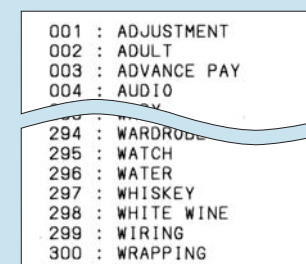 001 : ADJUSTMENT
002 : ADULT
003 : ADVANCE PAY
004 : AUDIO
294 : WARDROBE
295 : WATCH
296 : WATER
297 : WHISKEY
298 : WHITE WINE
299 : WIRING
300 : WRAPPING